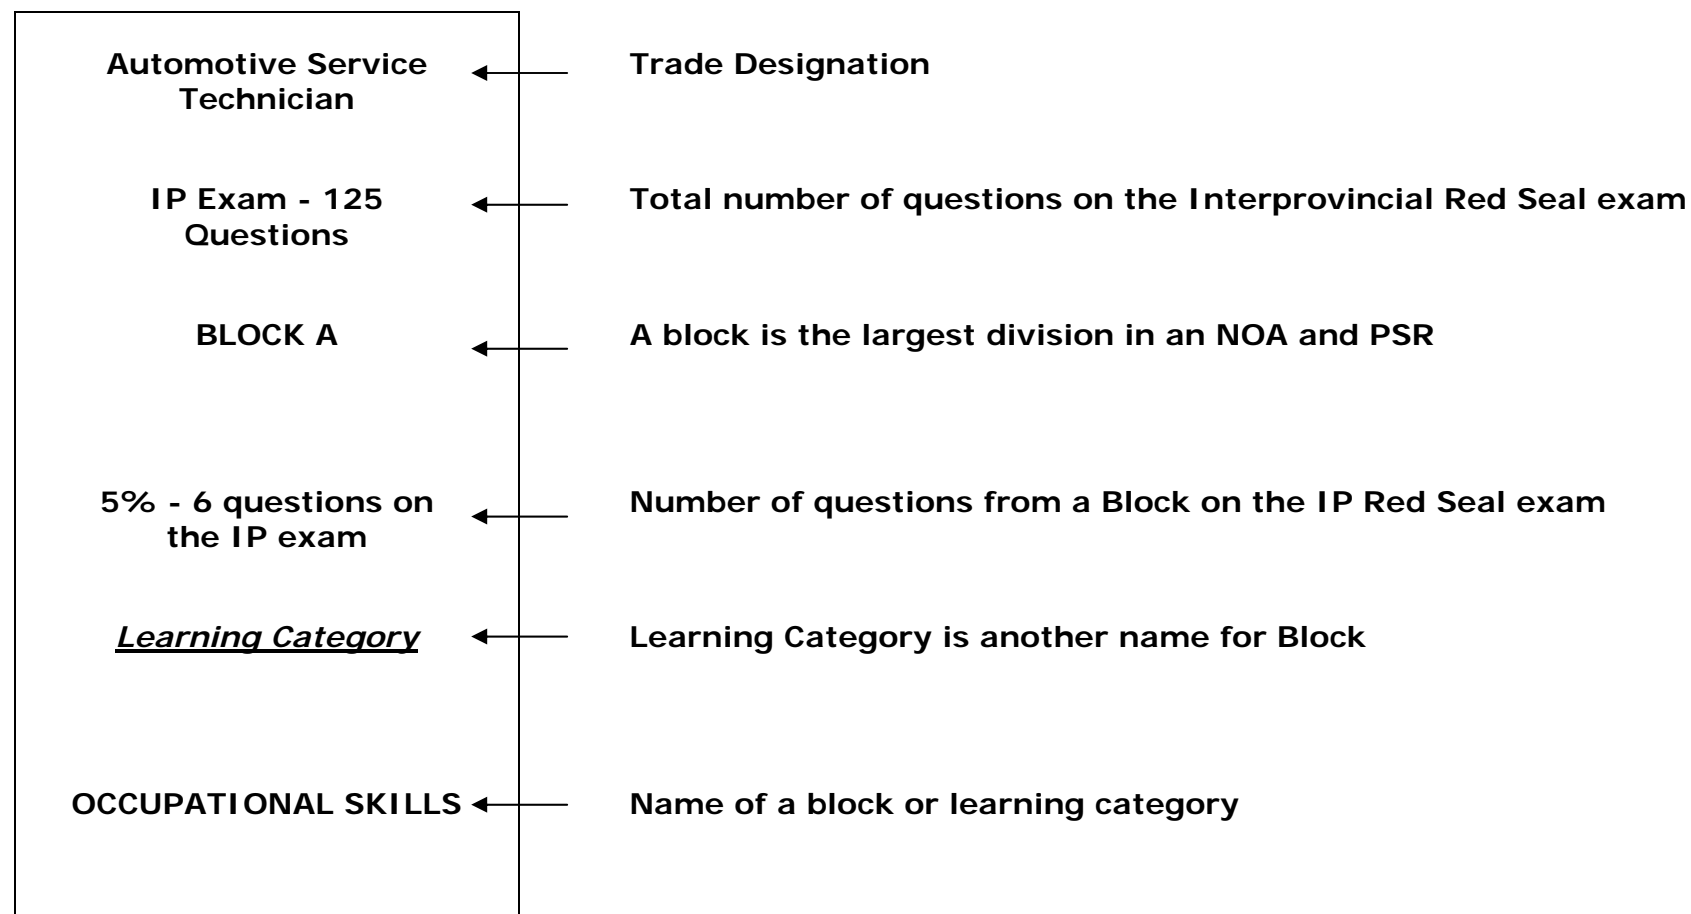 Automotive Service
Technician
Trade Designation
IP Exam - 125
Questions
Total number of questions on the Interprovincial Red Seal exam
BLOCK A
A block is the largest division in an NOA and PSR
5% - 6 questions on
the IP exam
Number of questions from a Block on the IP Red Seal exam
Learning Category
Learning Category is another name for Block
OCCUPATIONAL SKILLS
Name of a block or learning category